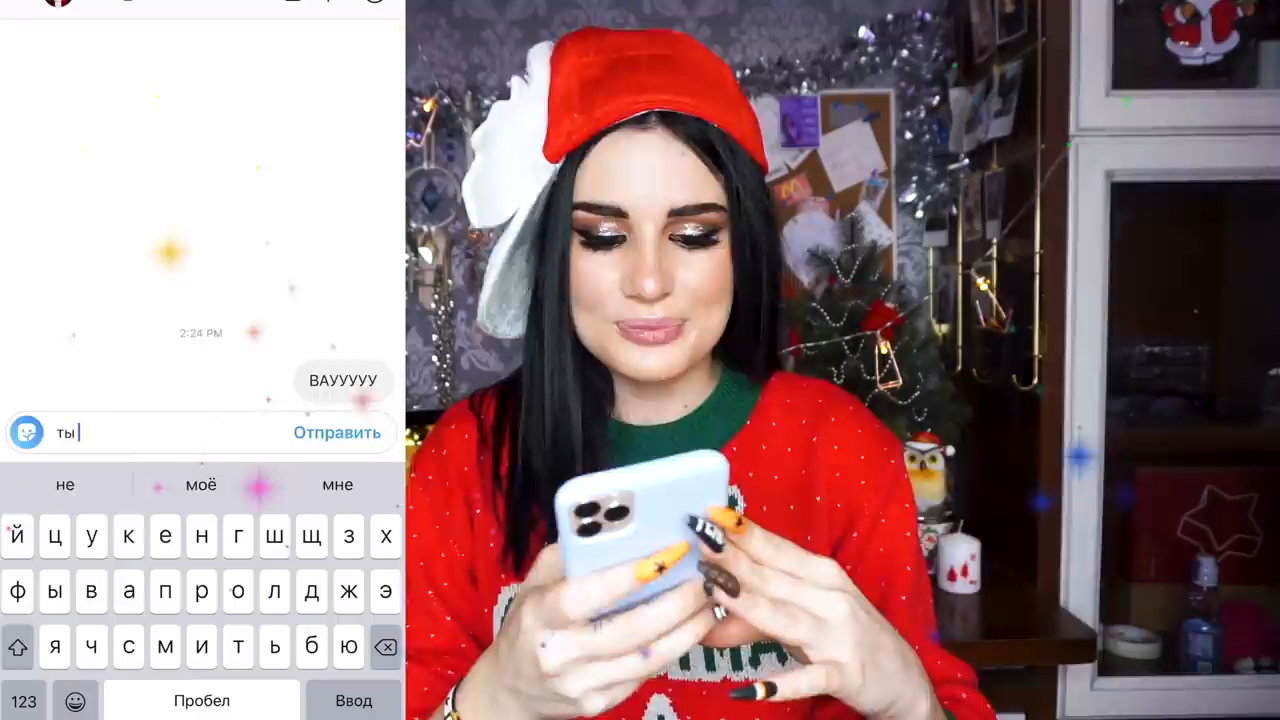 2:24 PM
ВАУУУУУ
ты
Отправить
не моё мне
й ц у к е н г ш щ з х
ф ы в а п р о л д ж э
я ч с м и т ь б ю
123 Пробел Ввод